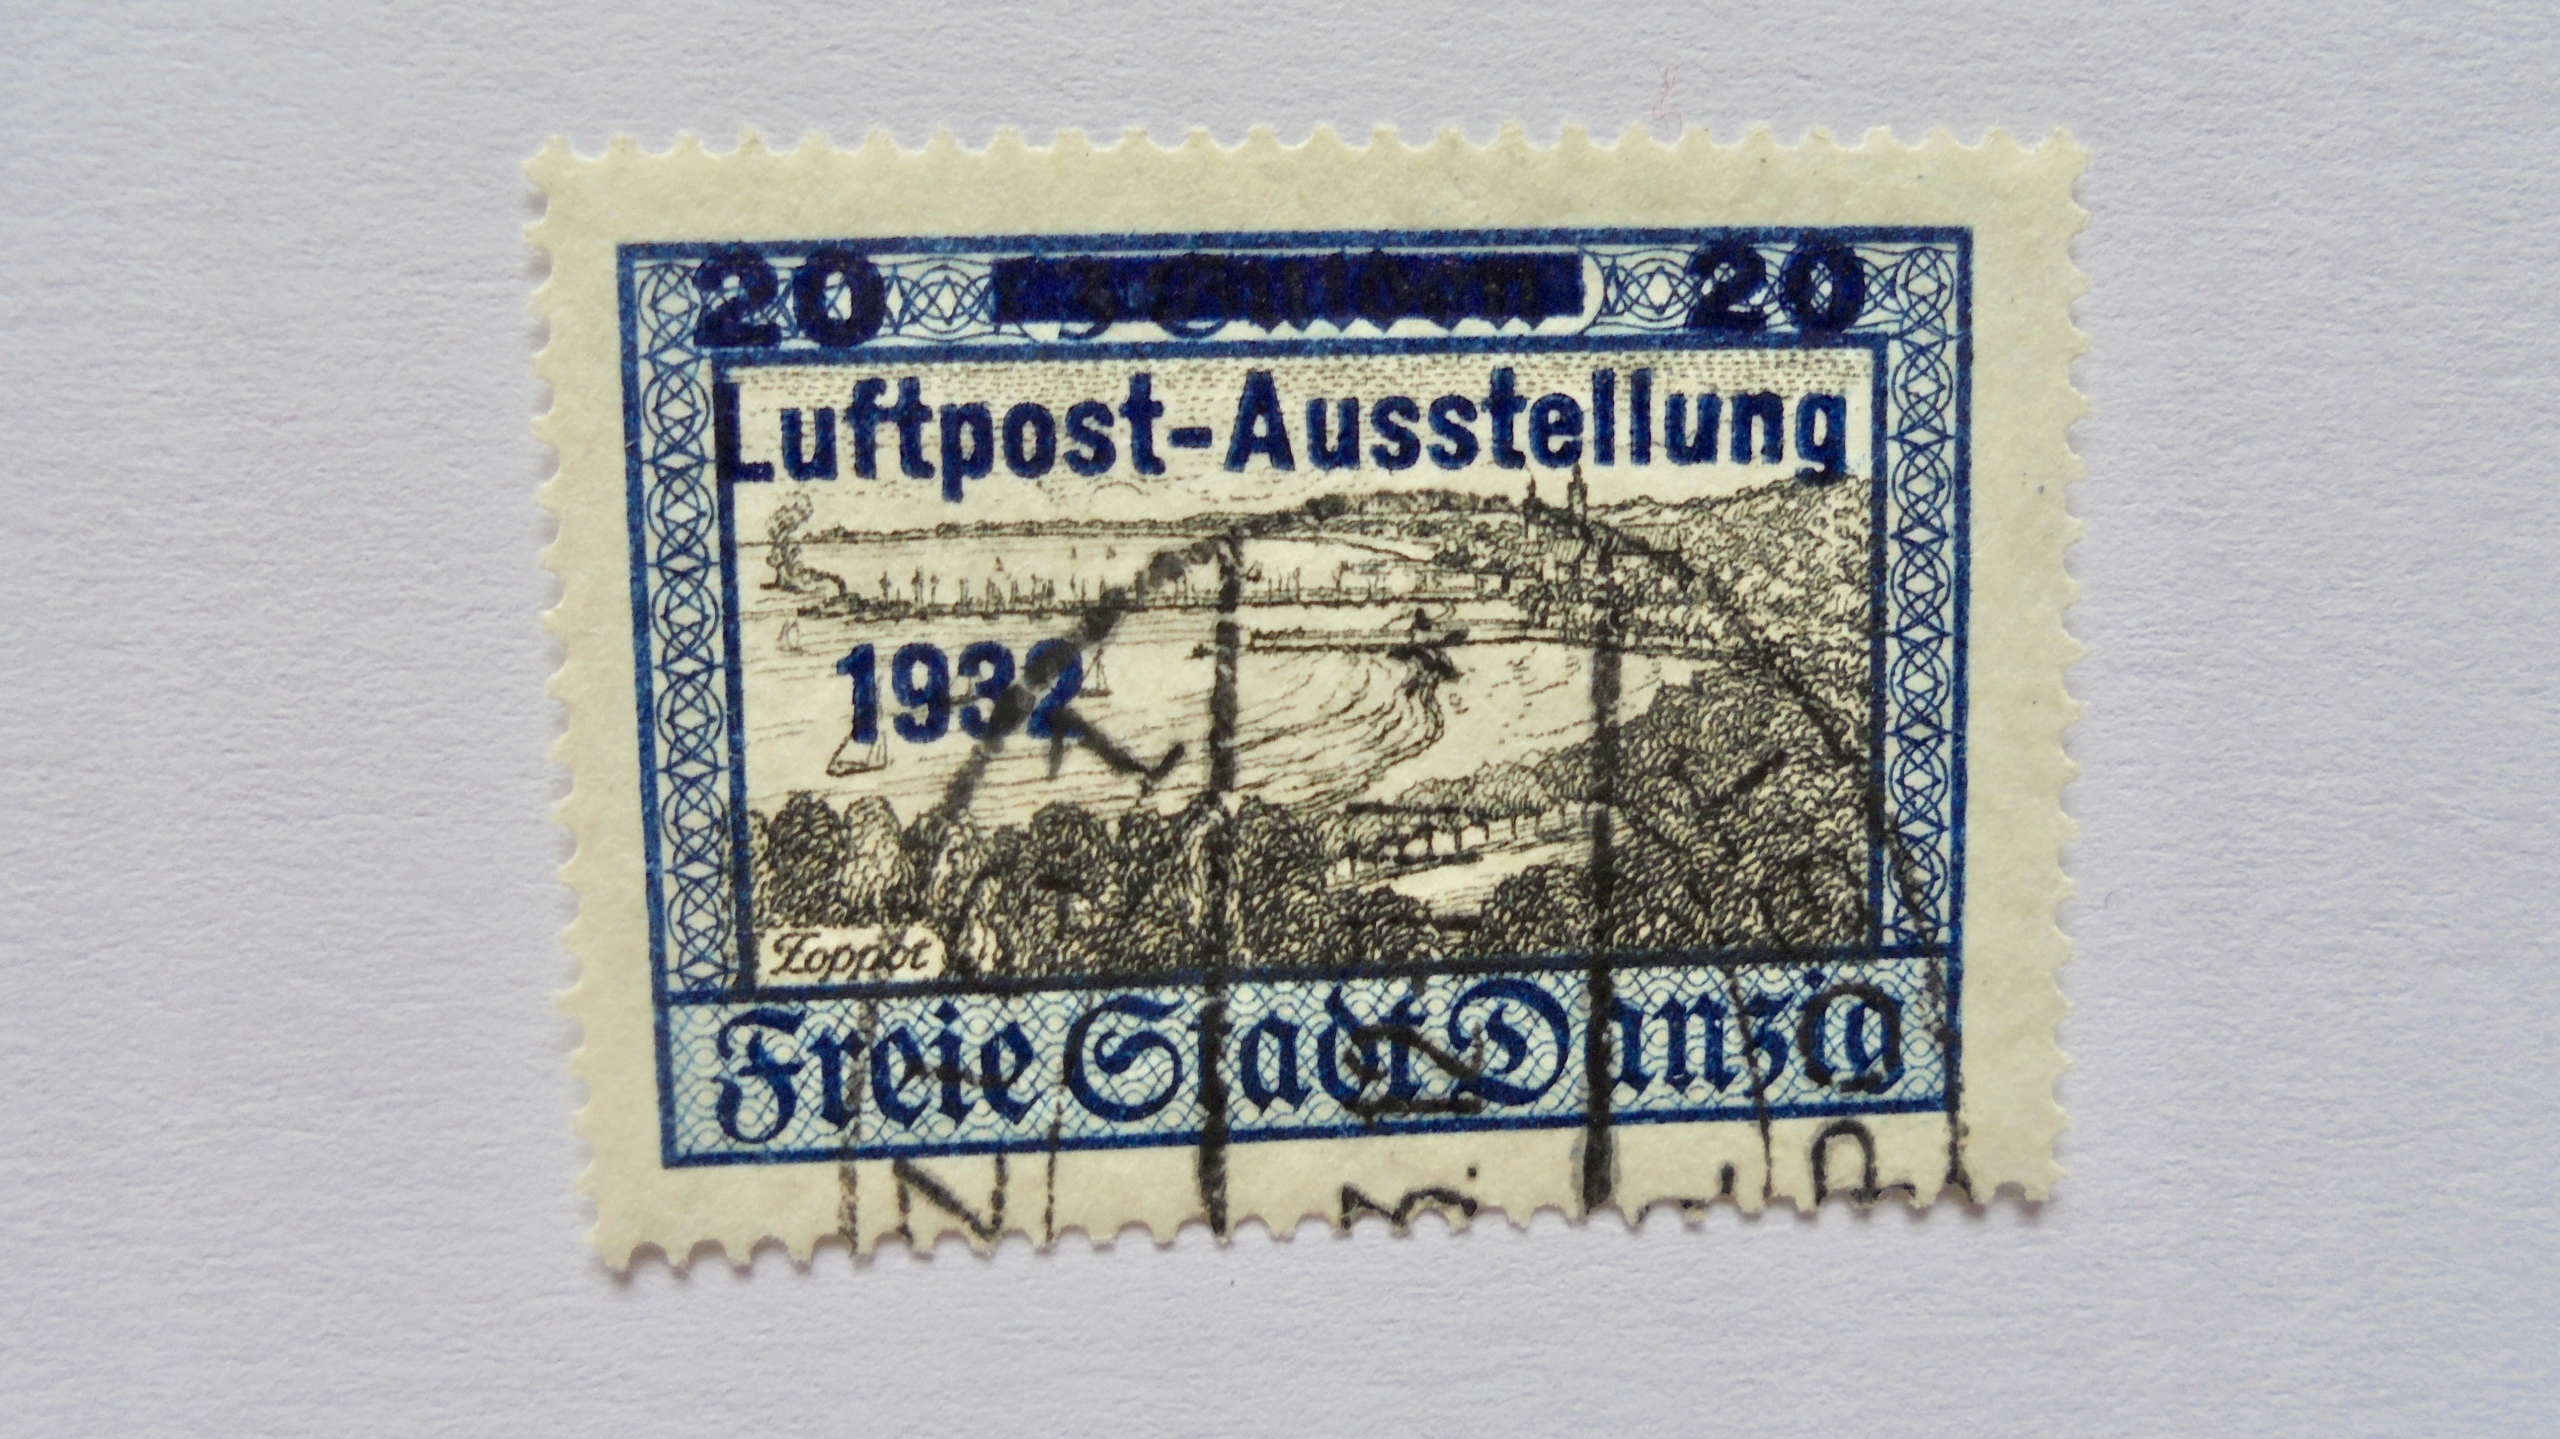 20 20
Luftpost-Ausstellung
1932
Zoppot
Freie Stadt Danzig